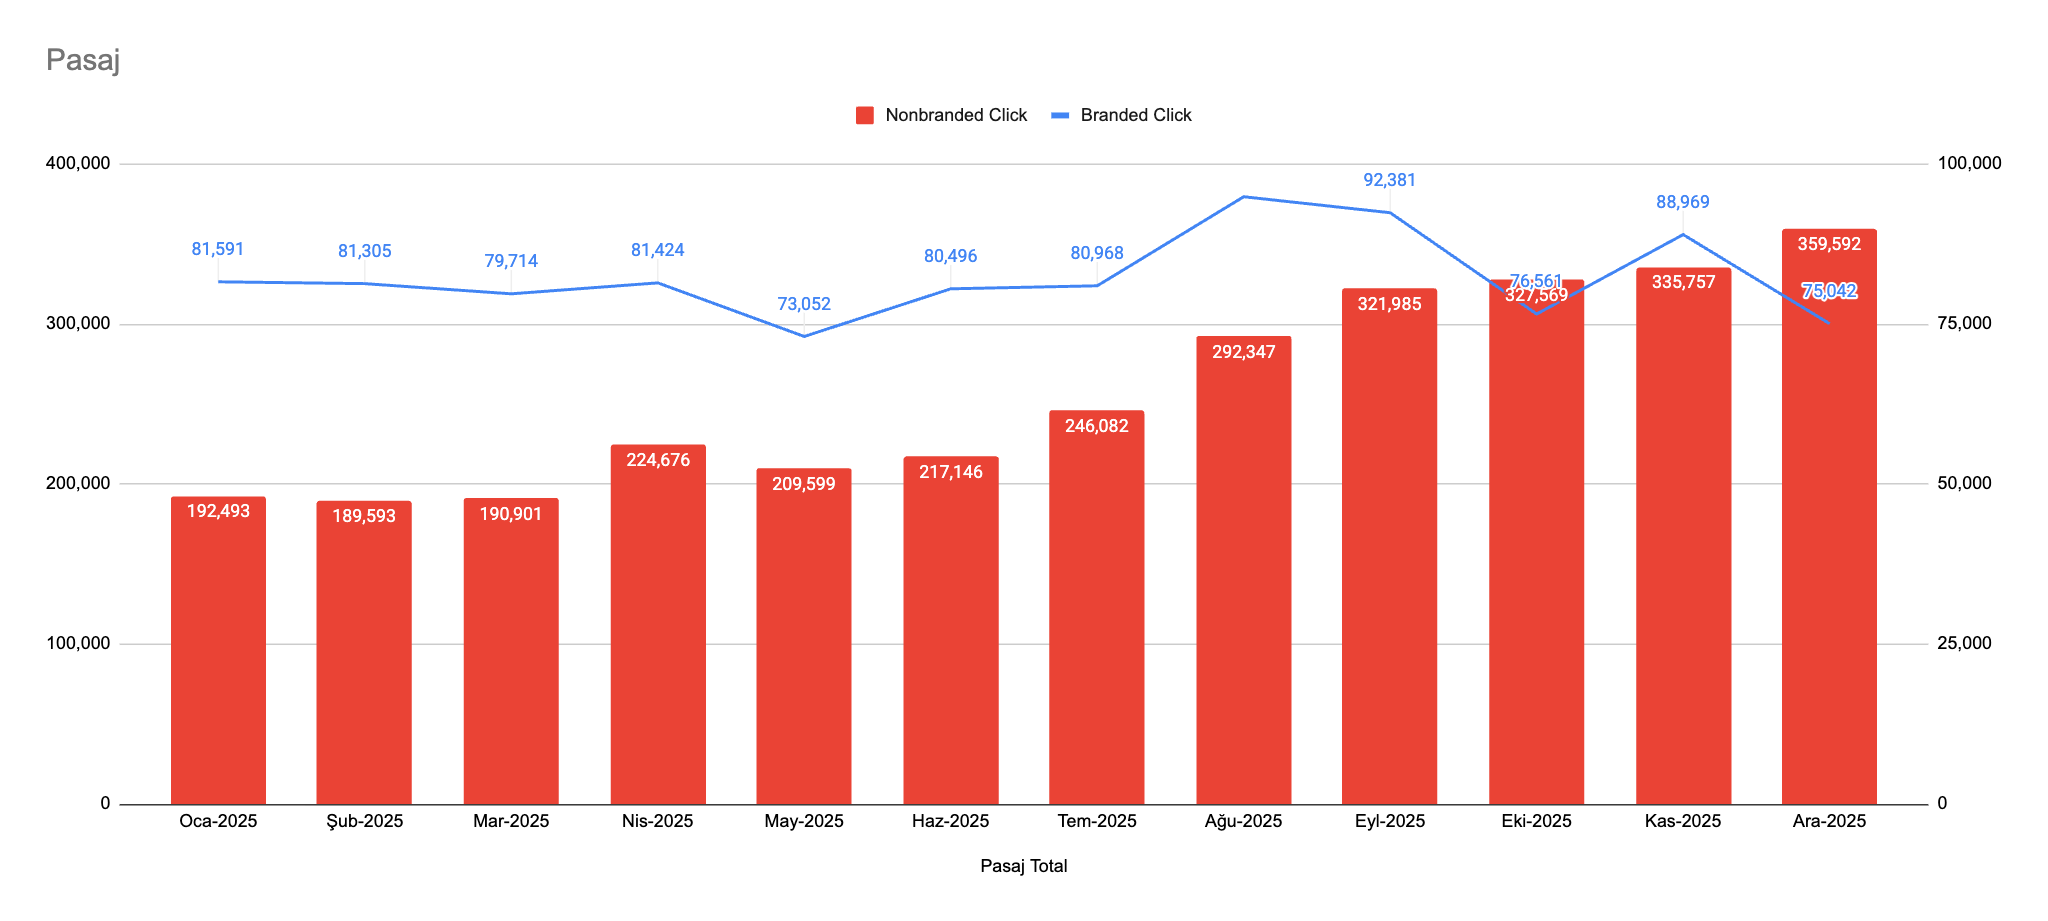 Pasaj
Nonbranded Click Branded Click
400,000 100,000
300,000 75,000
200,000 50,000
100,000 25,000
0 0
81,591 81,305 79,714 81,424 73,052 80,496 80,968 92,381 76,561 88,969 75,042
192,493 189,593 190,901 224,676 209,599 217,146 246,082 292,347 321,985 327,569 335,757 359,592
Oca-2025 Şub-2025 Mar-2025 Nis-2025 May-2025 Haz-2025 Tem-2025 Ağu-2025 Eyl-2025 Eki-2025 Kas-2025 Ara-2025
Pasaj Total